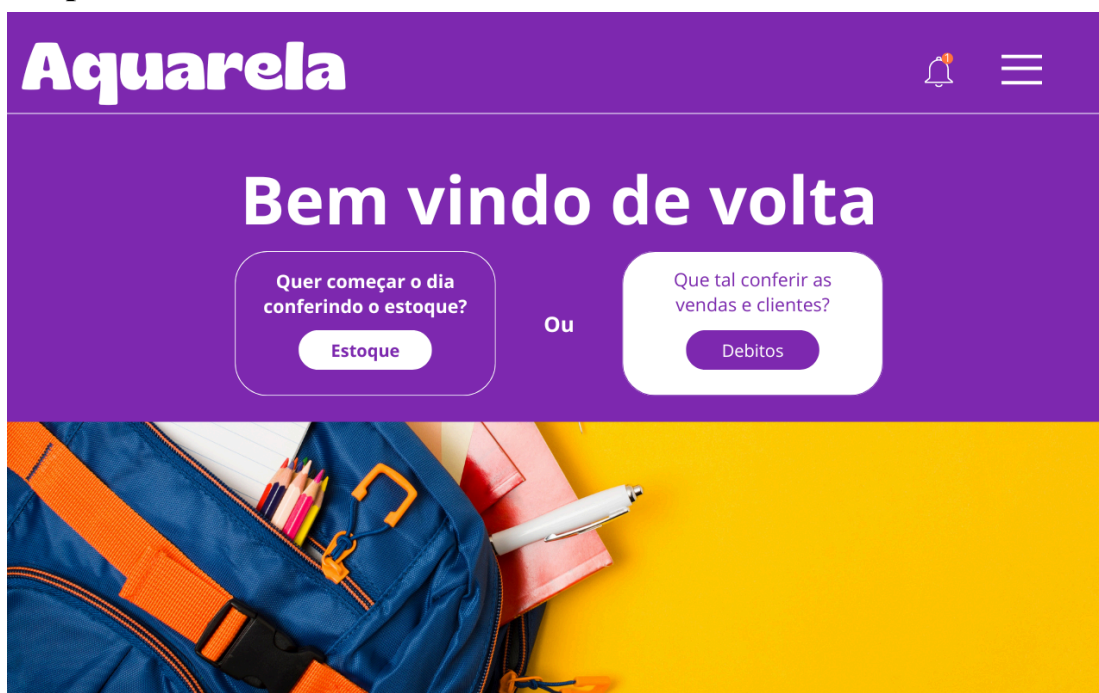 Aquarela
1
Bem vindo de volta
Quer começar o dia
conferindo o estoque?
Estoque
Ou
Que tal conferir as
vendas e clientes?
Debitos